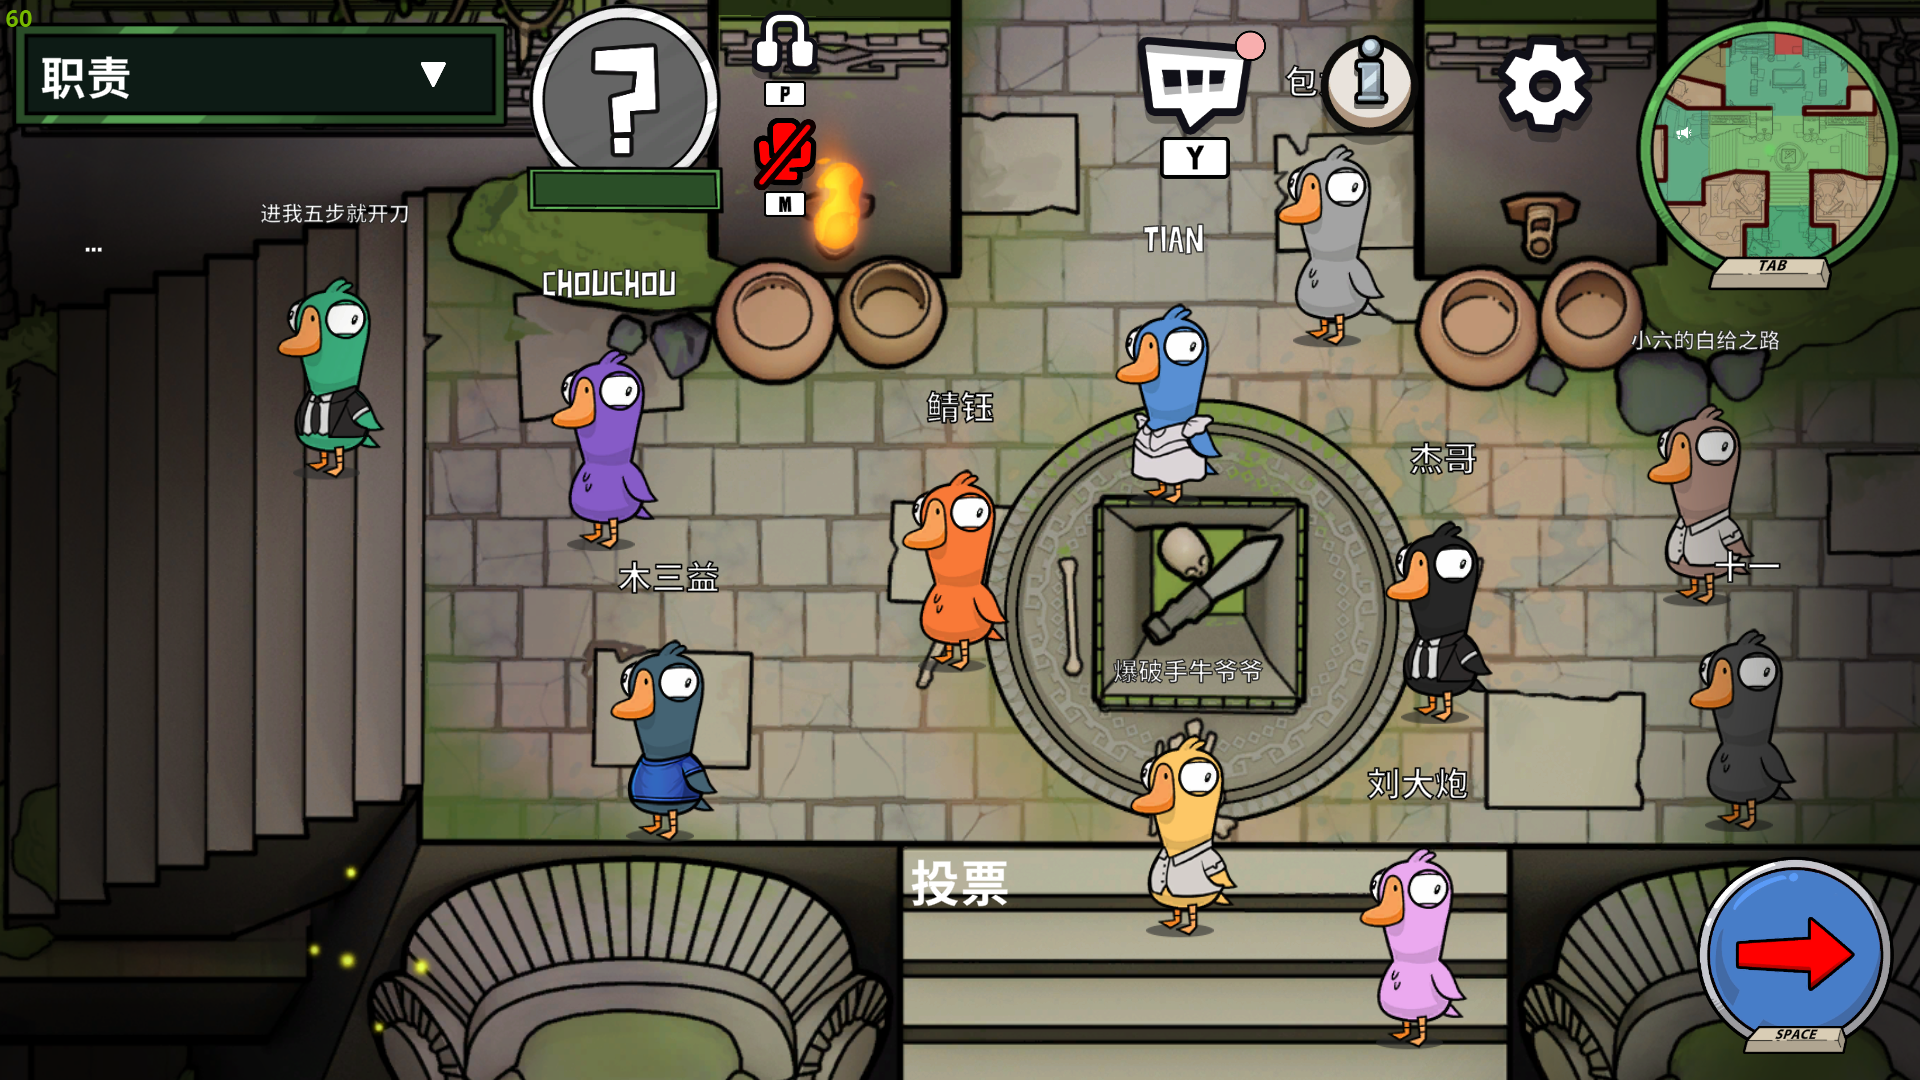 60
职责
P
M
Y
包
TAB
进我五步就开刀
...
CHOUCHOU
TIAN
小六的白给之路
鲭钰
杰哥
木三益
十一
爆破手牛爷爷
刘大炮
投票
SPACE